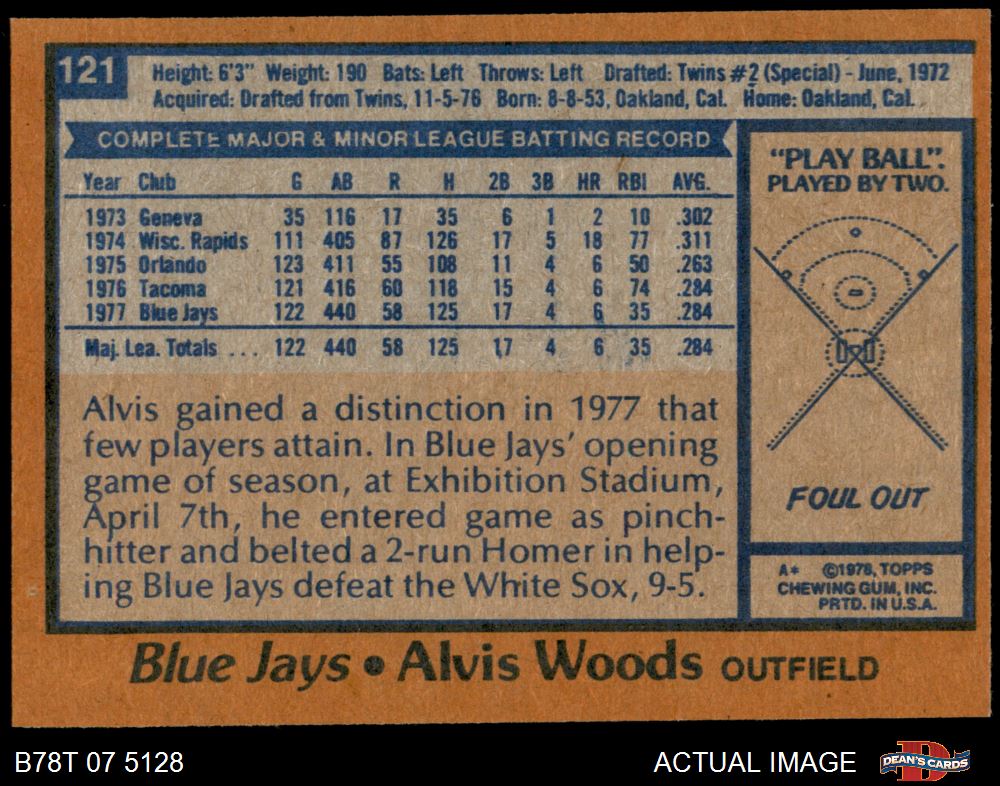 121
Height: 6'3" Weight: 190 Bats: Left Throws: Left Drafted: Twins #2 (Special) - June, 1972
Acquired: Drafted from Twins, 11-5-76 Born: 8-8-53, Oakland, Cal. Home: Oakland, Cal.
COMPLETE MAJOR & MINOR LEAGUE BATTING RECORD
Year Club G AB R H 2B 3B HR RBI AVG.
1973 Geneva 35 116 17 35 6 1 2 10 .302
1974 Wisc. Rapids 111 405 87 126 17 5 18 77 .311
1975 Orlando 123 411 55 108 11 4 6 50 .263
1976 Tacoma 121 416 60 118 15 4 6 74 .284
1977 Blue Jays 122 440 58 125 17 4 6 35 .284
Maj. Lea. Totals ... 122 440 58 125 17 4 6 35 .284
Alvis gained a distinction in 1977 that
few players attain. In Blue Jays' opening
game of season, at Exhibition Stadium,
April 7th, he entered game as pinch-
hitter and belted a 2-run Homer in help-
ing Blue Jays defeat the White Sox, 9-5.
"PLAY BALL".
PLAYED BY TWO.
FOUL OUT
A* ©1978, TOPPS
CHEWING GUM, INC.
PRTD. IN U.S.A.
Blue Jays • Alvis Woods OUTFIELD
B78T 07 5128
ACTUAL IMAGE
D
DEAN'S CARDS